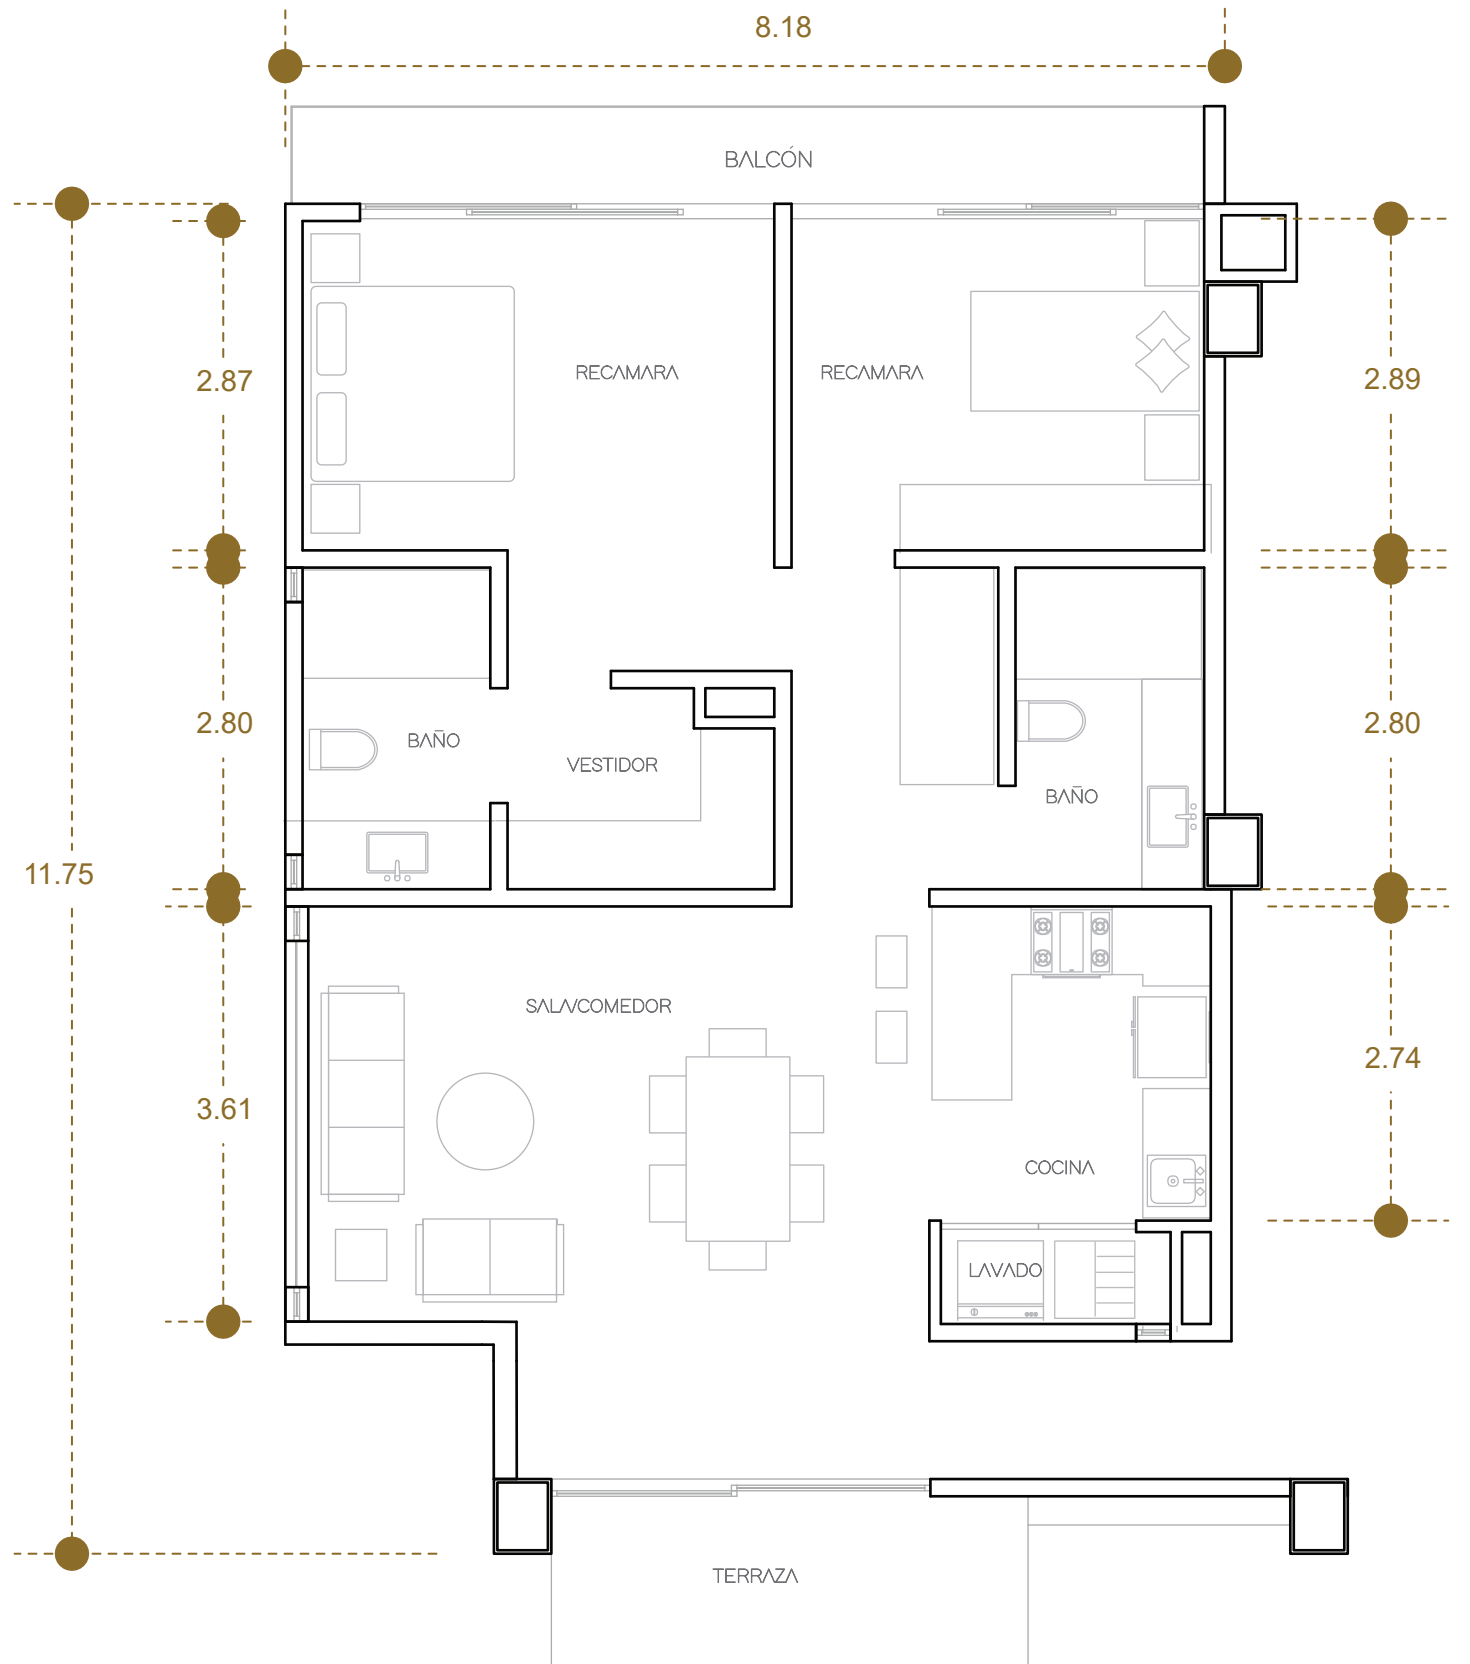 8.18
BALCÓN
2.87
RECAMARA
RECAMARA
2.89
2.80
BAÑO
VESTIDOR
BAÑO
2.80
11.75
SALA/COMEDOR
2.74
3.61
COCINA
LAVADO
TERRAZA